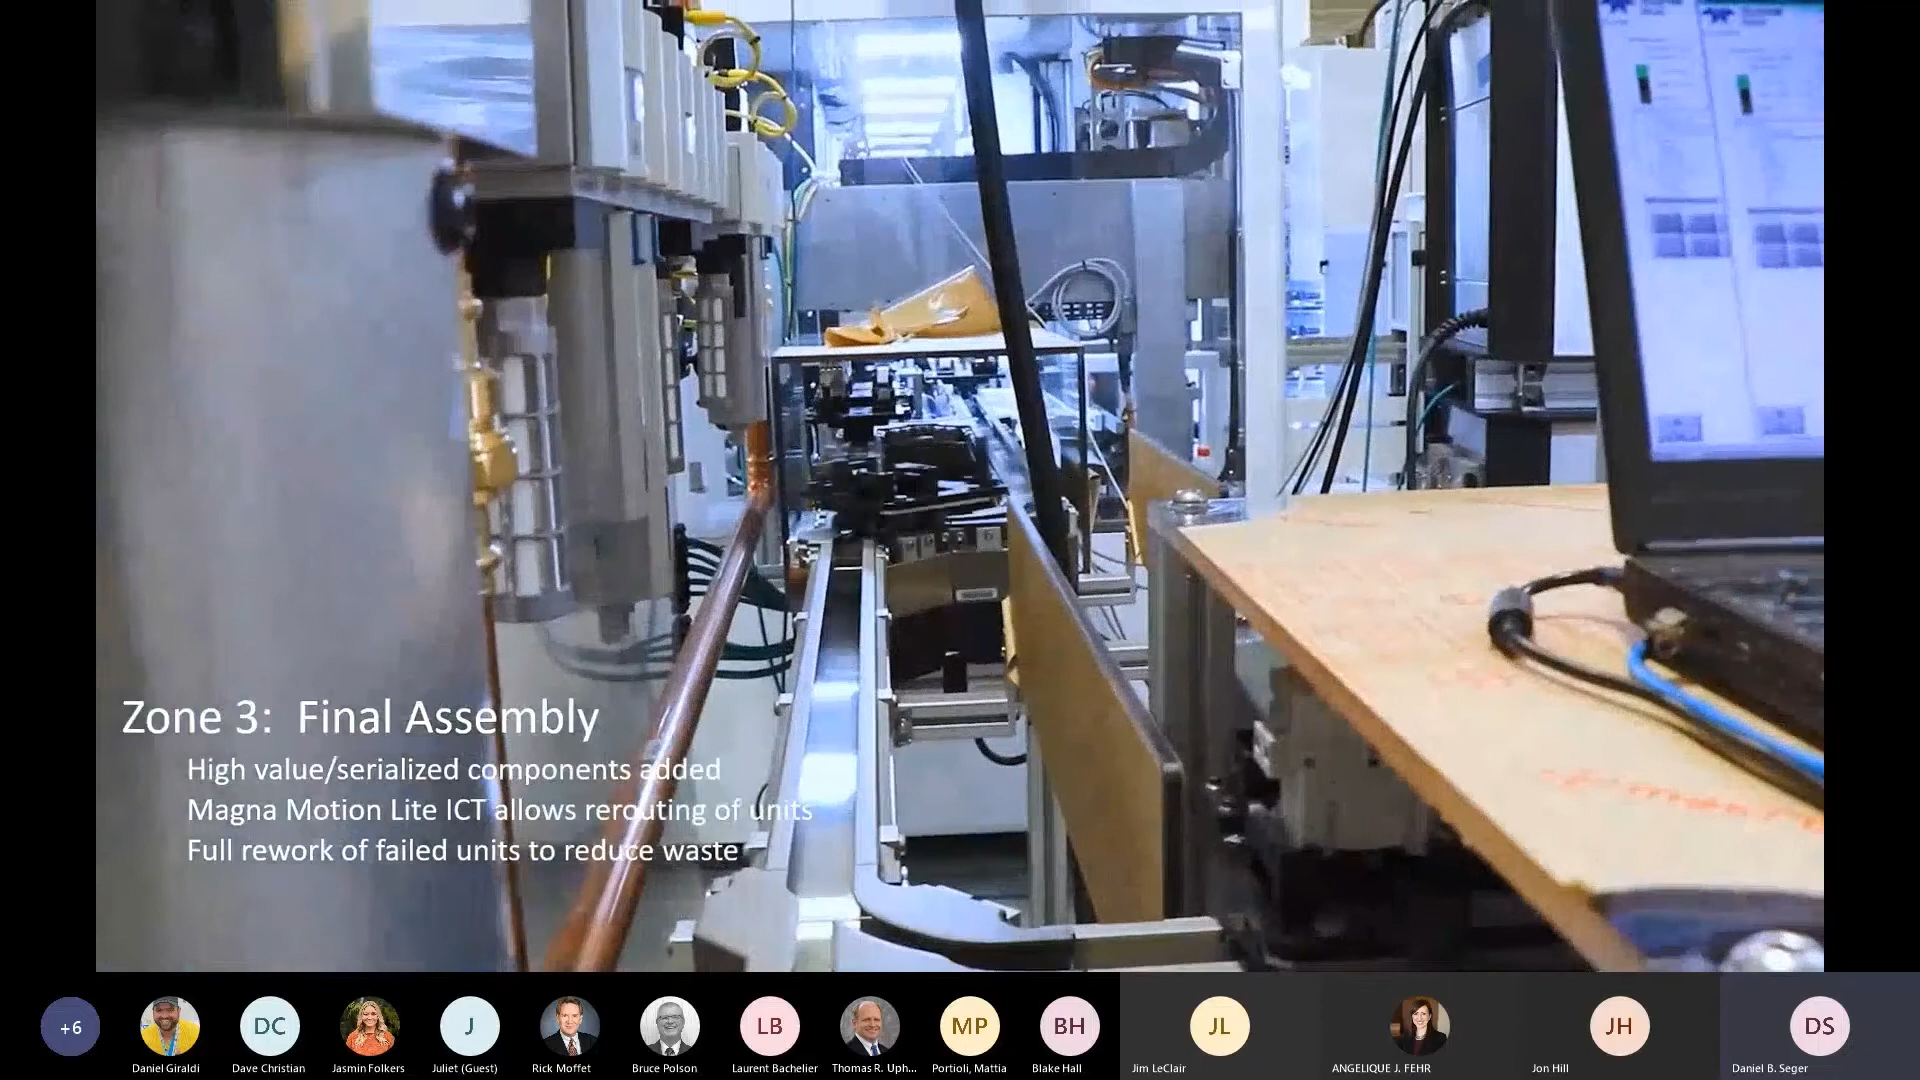 Zone 3: Final Assembly
High value/serialized components added
Magna Motion Lite ICT allows rerouting of units
Full rework of failed units to reduce waste
+6
DC
J
LB
MP
BH
JL
JH
DS
Daniel Giraldi
Dave Christian
Jasmin Folkers
Juliet (Guest)
Rick Moffet
Bruce Polson
Laurent Bachelier
Thomas R. Uph...
Portioli, Mattia
Blake Hall
Jim LeClair
ANGELIQUE J. FEHR
Jon Hill
Daniel B. Seger